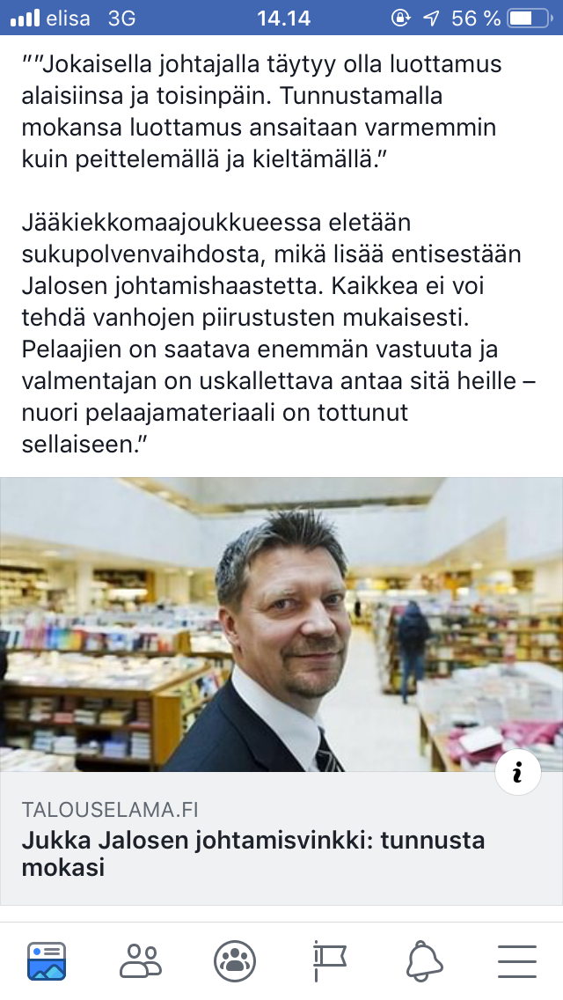 elisa 3G 14.14 56 %
””Jokaisella johtajalla täytyy olla luottamus
alaisiinsa ja toisinpäin. Tunnustamalla
mokansa luottamus ansaitaan varmemmin
kuin peittelemällä ja kieltämällä.”
Jääkiekkomaajoukkueessa eletään
sukupolvenvaihdosta, mikä lisää entisestään
Jalosen johtamishaastetta. Kaikkea ei voi
tehdä vanhojen piirustusten mukaisesti.
Pelaajien on saatava enemmän vastuuta ja
valmentajan on uskallettava antaa sitä heille –
nuori pelaajamateriaali on tottunut
sellaiseen.”
i
TALOUSELAMA.FI
Jukka Jalosen johtamisvinkki: tunnusta
mokasi